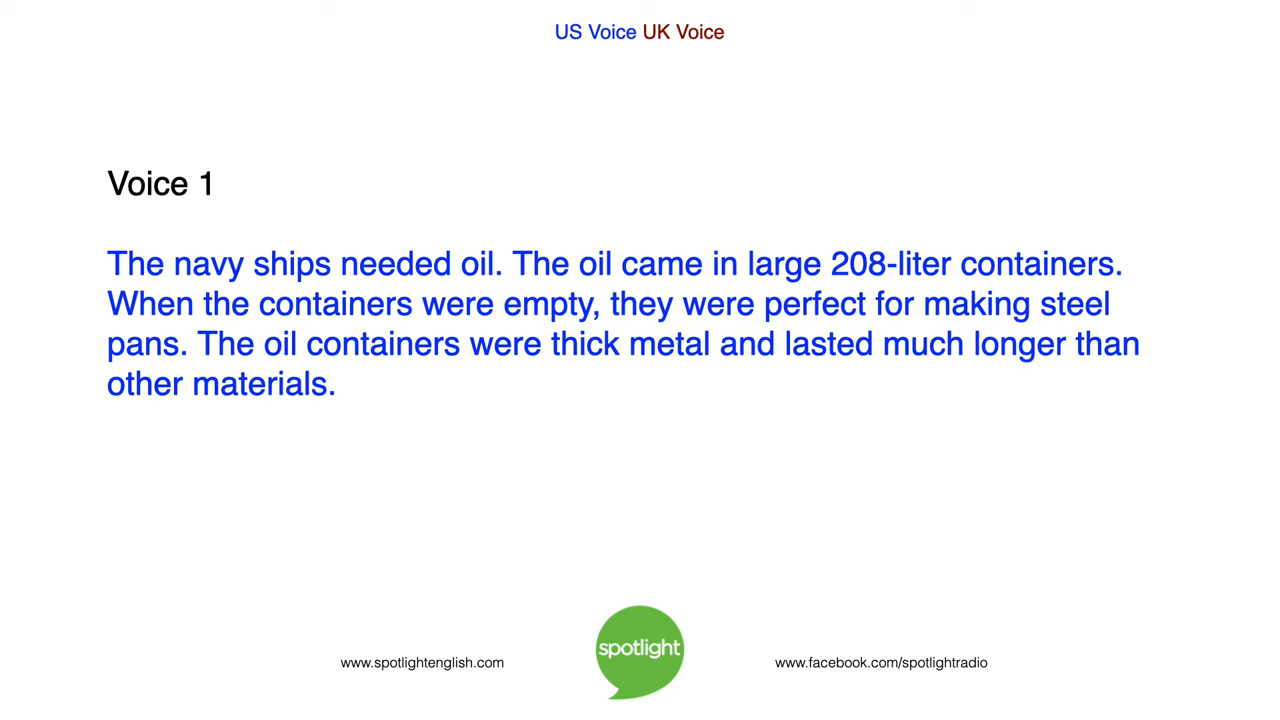 US Voice UK Voice
Voice 1
The navy ships needed oil. The oil came in large 208-liter containers.
When the containers were empty, they were perfect for making steel
pans. The oil containers were thick metal and lasted much longer than
other materials.
www.spotlightenglish.com
spotlight
www.facebook.com/spotlightradio